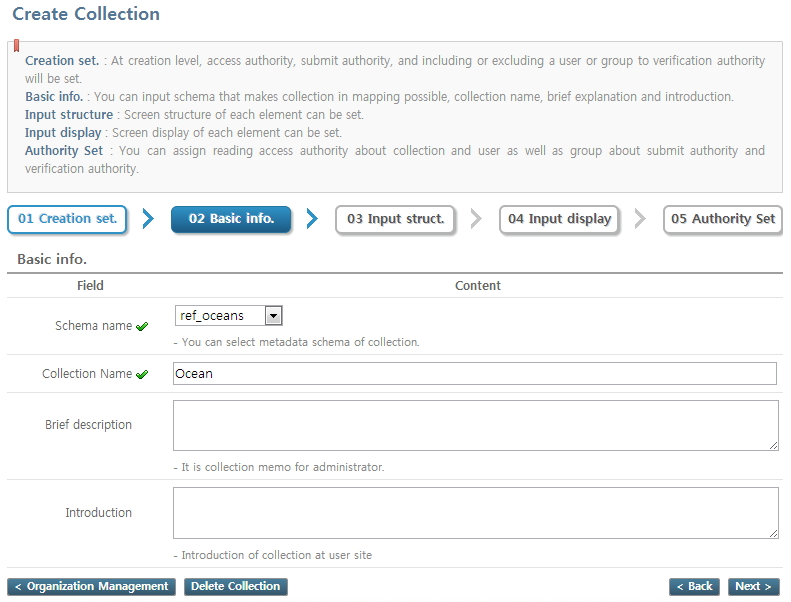 Create Collection
Creation set. : At creation level, access authority, submit authority, and including or excluding a user or group to verification authority
will be set.
Basic info. : You can input schema that makes collection in mapping possible, collection name, brief explanation and introduction.
Input structure : Screen structure of each element can be set.
Input display : Screen display of each element can be set.
Authority Set : You can assign reading access authority about collection and user as well as group about submit authority and
verification authority.
01 Creation set. 02 Basic info. 03 Input struct. 04 Input display 05 Authority Set
Basic info.
Field Content
Schema name ref_oceans
- You can select metadata schema of collection.
Collection Name Ocean
Brief description
- It is collection memo for administrator.
Introduction
- Introduction of collection at user site
< Organization Management Delete Collection < Back Next >